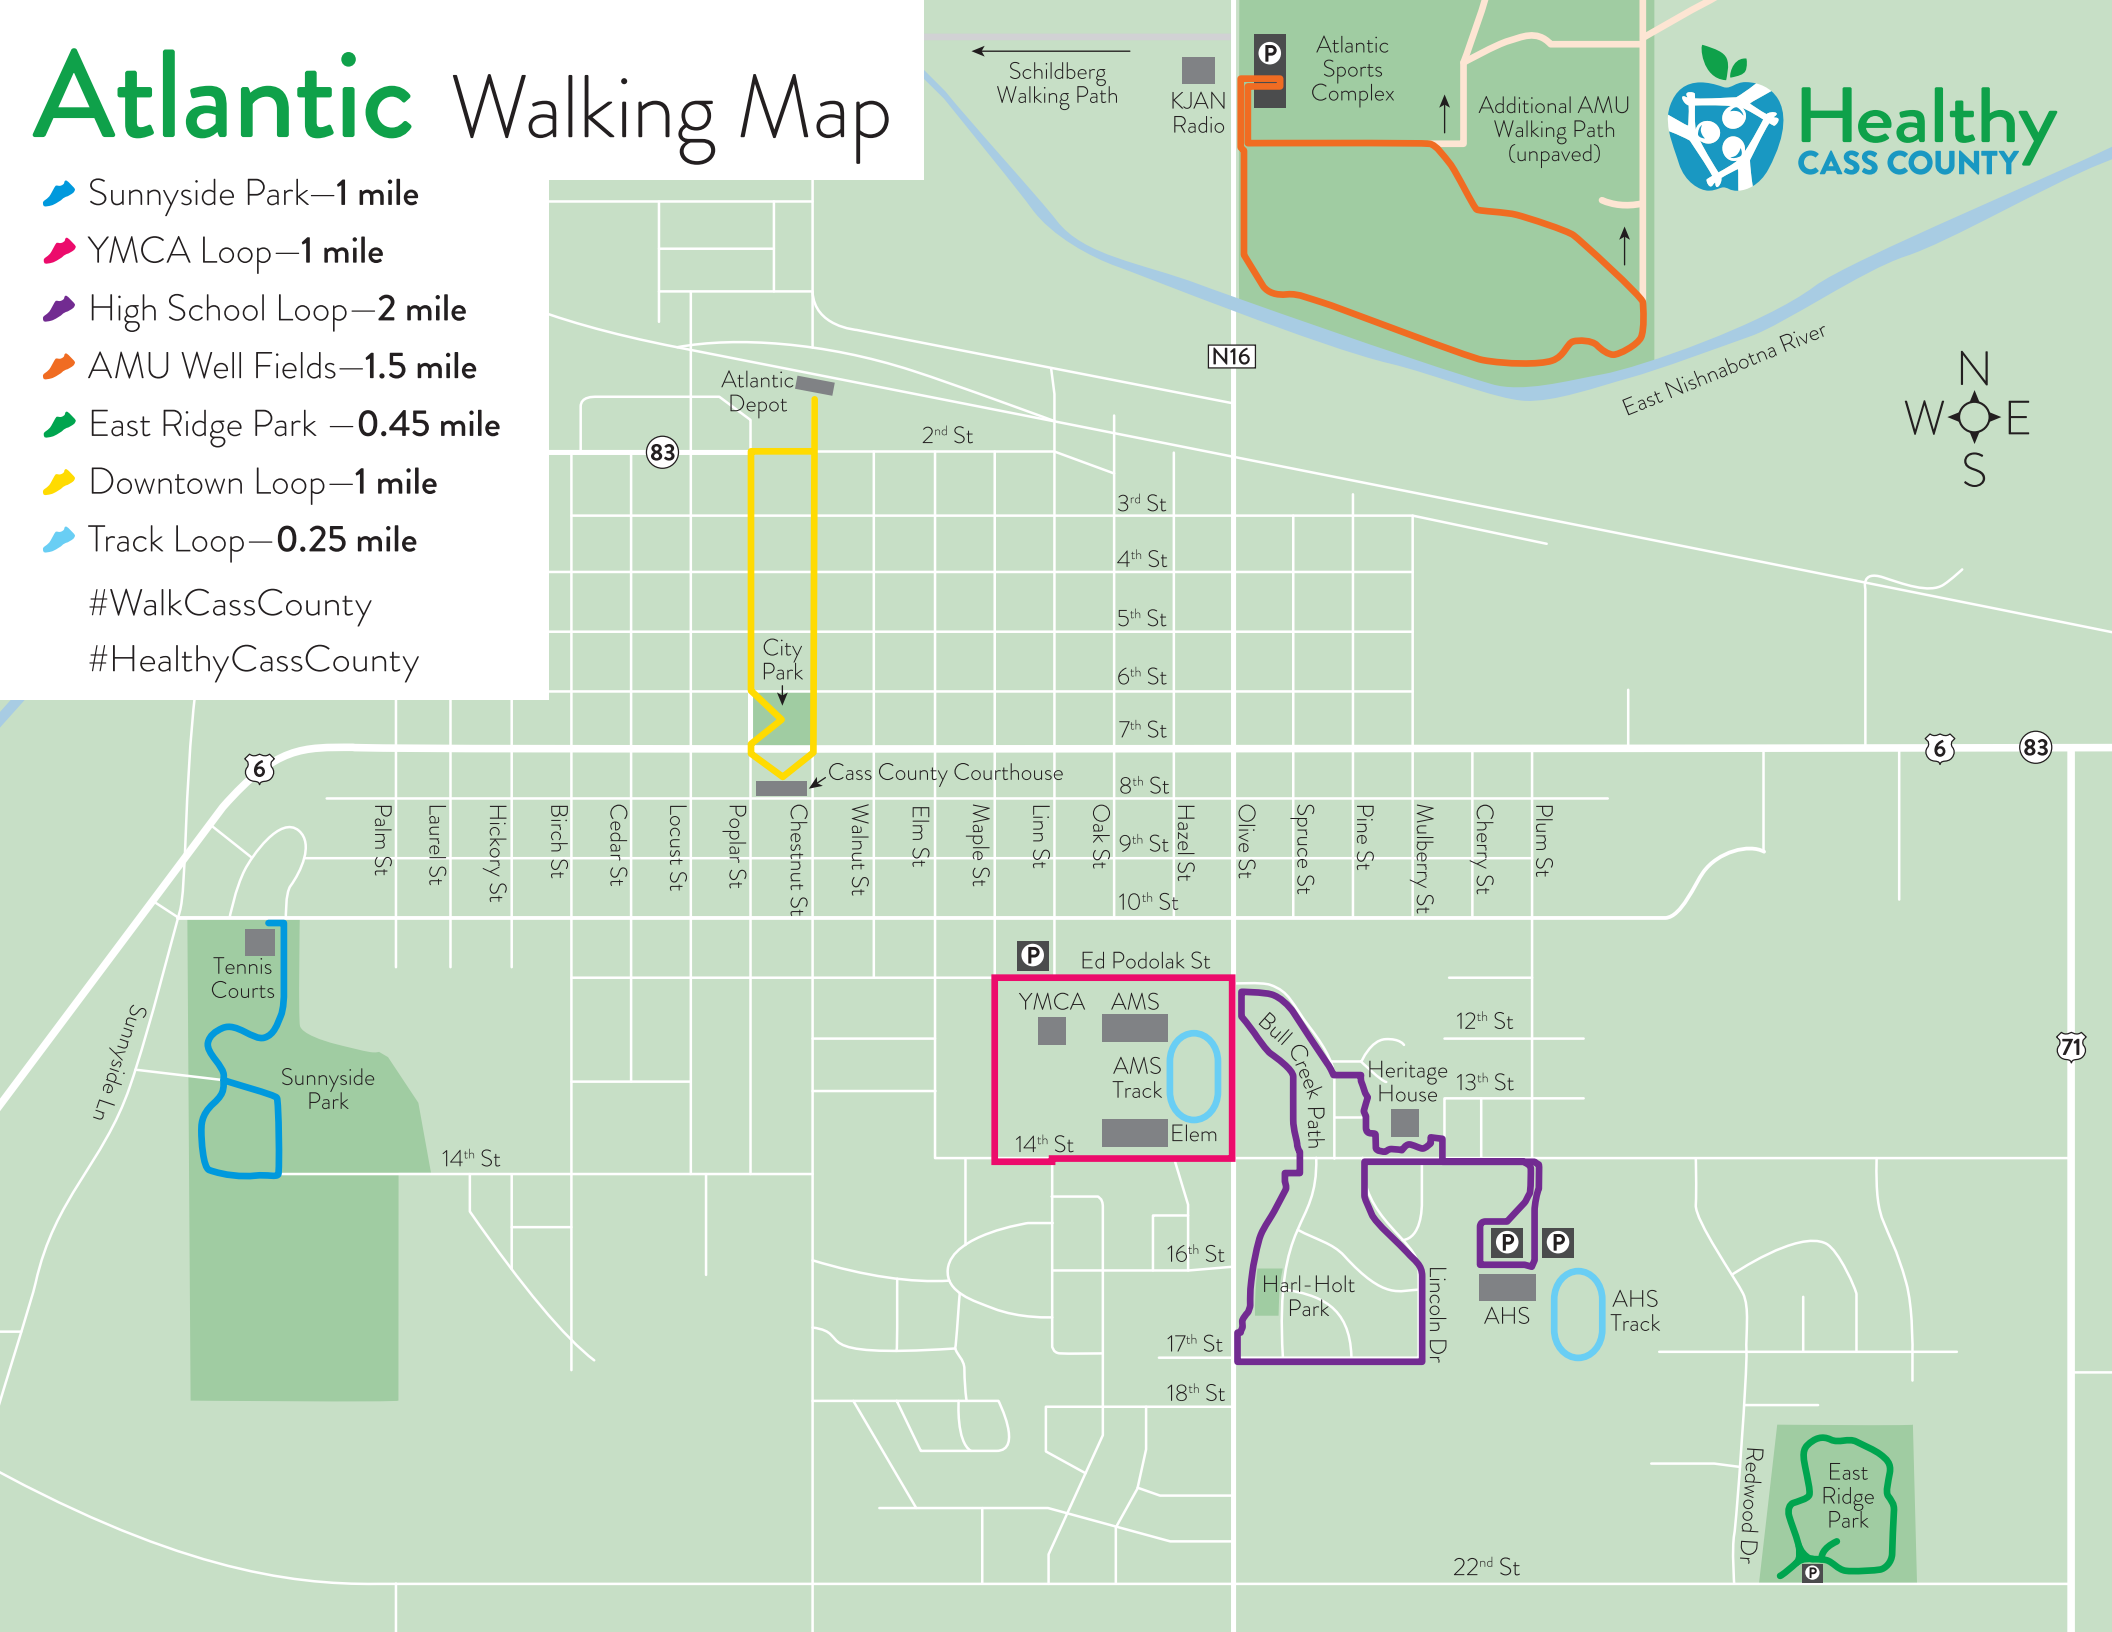 Atlantic Walking Map
Sunnyside Park—1 mile
YMCA Loop—1 mile
High School Loop—2 mile
AMU Well Fields—1.5 mile
East Ridge Park —0.45 mile
Downtown Loop—1 mile
Track Loop—0.25 mile
#WalkCassCounty
#HealthyCassCounty
Schildberg
Walking Path
KJAN
Radio
P
Atlantic
Sports
Complex
Additional AMU
Walking Path
(unpaved)
Healthy
CASS COUNTY
N16
East Nishnabotna River
N
W E
S
Atlantic
Depot
83
2nd St
3rd St
4th St
5th St
6th St
7th St
City
Park
6
6
83
Cass County Courthouse
8th St
9th St
10th St
Palm St
Laurel St
Hickory St
Birch St
Cedar St
Locust St
Poplar St
Chestnut St
Walnut St
Elm St
Maple St
Linn St
Oak St
Hazel St
Olive St
Spruce St
Pine St
Mulberry St
Cherry St
Plum St
Tennis
Courts
Sunnyside Ln
Sunnyside
Park
14th St
P
Ed Podolak St
YMCA
AMS
AMS
Track
Elem
14th St
Bull Creek Path
Heritage
House
12th St
13th St
71
P
P
AHS
AHS
Track
16th St
Harl-Holt
Park
Lincoln Dr
17th St
18th St
Redwood Dr
East
Ridge
Park
P
22nd St